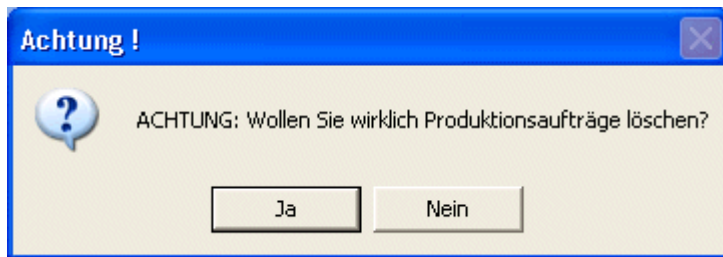 Achtung !
ACHTUNG: Wollen Sie wirklich Produktionsaufträge löschen?
Ja
Nein